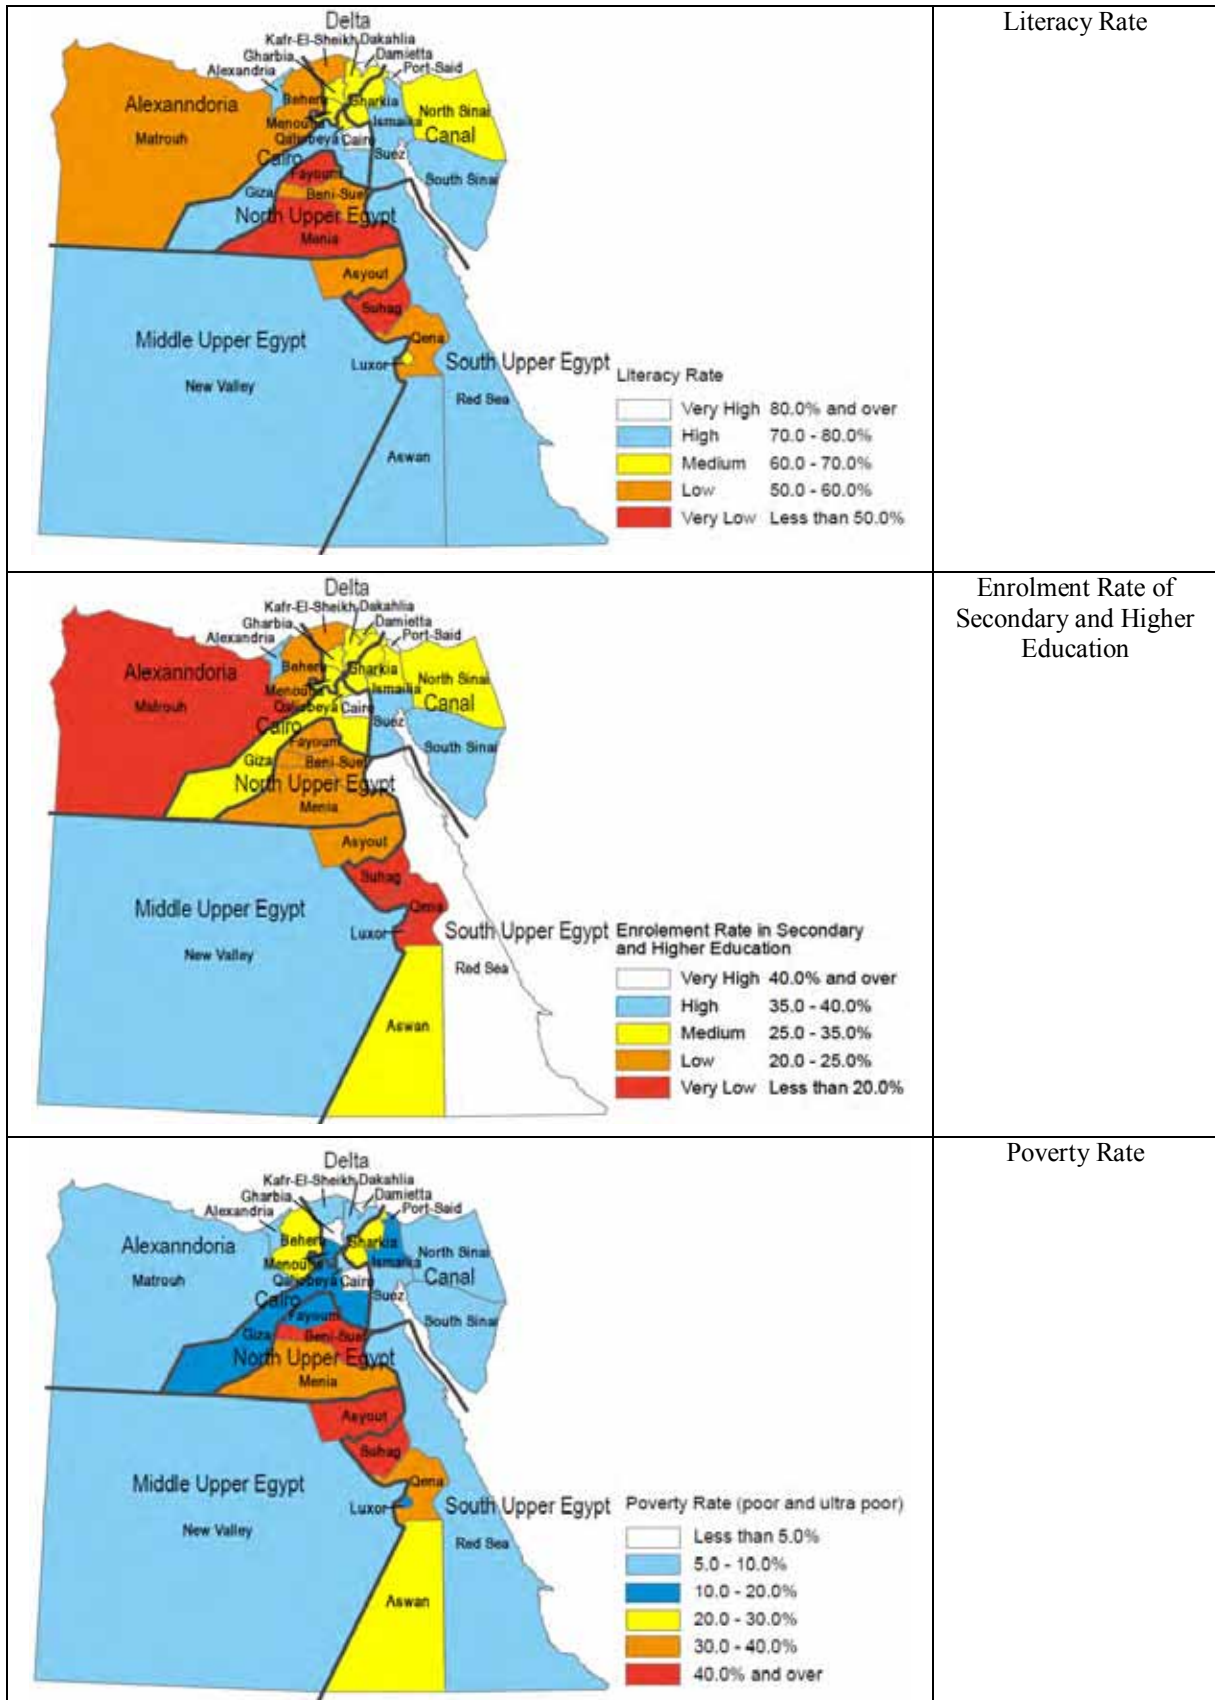 Literacy Rate
Delta
Kafr-El-Sheikh
Dakahlia
Gharbia
Damietta
Alexandria
Port-Said
Alexanndoria
Behera
Gharkia
North Sinai
Matrouh
Menoufia
Ismailia
Canal
Qaliobeya
Cairo
Cairo
Suez
Fayoum
South Sinai
Giza
Beni-Suef
North Upper Egypt
Menia
Asyout
Suhag
Middle Upper Egypt
Qena
Luxor
South Upper Egypt
New Valley
Red Sea
Aswan
Literacy Rate
Very High 80.0% and over
High 70.0 - 80.0%
Medium 60.0 - 70.0%
Low 50.0 - 60.0%
Very Low Less than 50.0%
Enrolment Rate of
Secondary and Higher
Education
Delta
Kafr-El-Sheikh
Dakahlia
Gharbia
Damietta
Alexandria
Port-Said
Alexanndoria
Behera
Gharkia
North Sinai
Matrouh
Menoufia
Ismailia
Canal
Qaliobeya
Cairo
Cairo
Suez
Fayoum
South Sinai
Giza
Beni-Suef
North Upper Egypt
Menia
Asyout
Suhag
Middle Upper Egypt
Qena
Luxor
South Upper Egypt
New Valley
Red Sea
Aswan
Enrolement Rate in Secondary
and Higher Education
Very High 40.0% and over
High 35.0 - 40.0%
Medium 25.0 - 35.0%
Low 20.0 - 25.0%
Very Low Less than 20.0%
Poverty Rate
Delta
Kafr-El-Sheikh
Dakahlia
Gharbia
Damietta
Alexandria
Port-Said
Alexanndoria
Behera
Gharkia
North Sinai
Matrouh
Menoufia
Ismailia
Canal
Qaliobeya
Cairo
Cairo
Suez
Fayoum
South Sinai
Giza
Beni-Suef
North Upper Egypt
Menia
Asyout
Suhag
Middle Upper Egypt
Qena
Luxor
South Upper Egypt
New Valley
Red Sea
Aswan
Poverty Rate (poor and ultra poor)
Less than 5.0%
5.0 - 10.0%
10.0 - 20.0%
20.0 - 30.0%
30.0 - 40.0%
40.0% and over